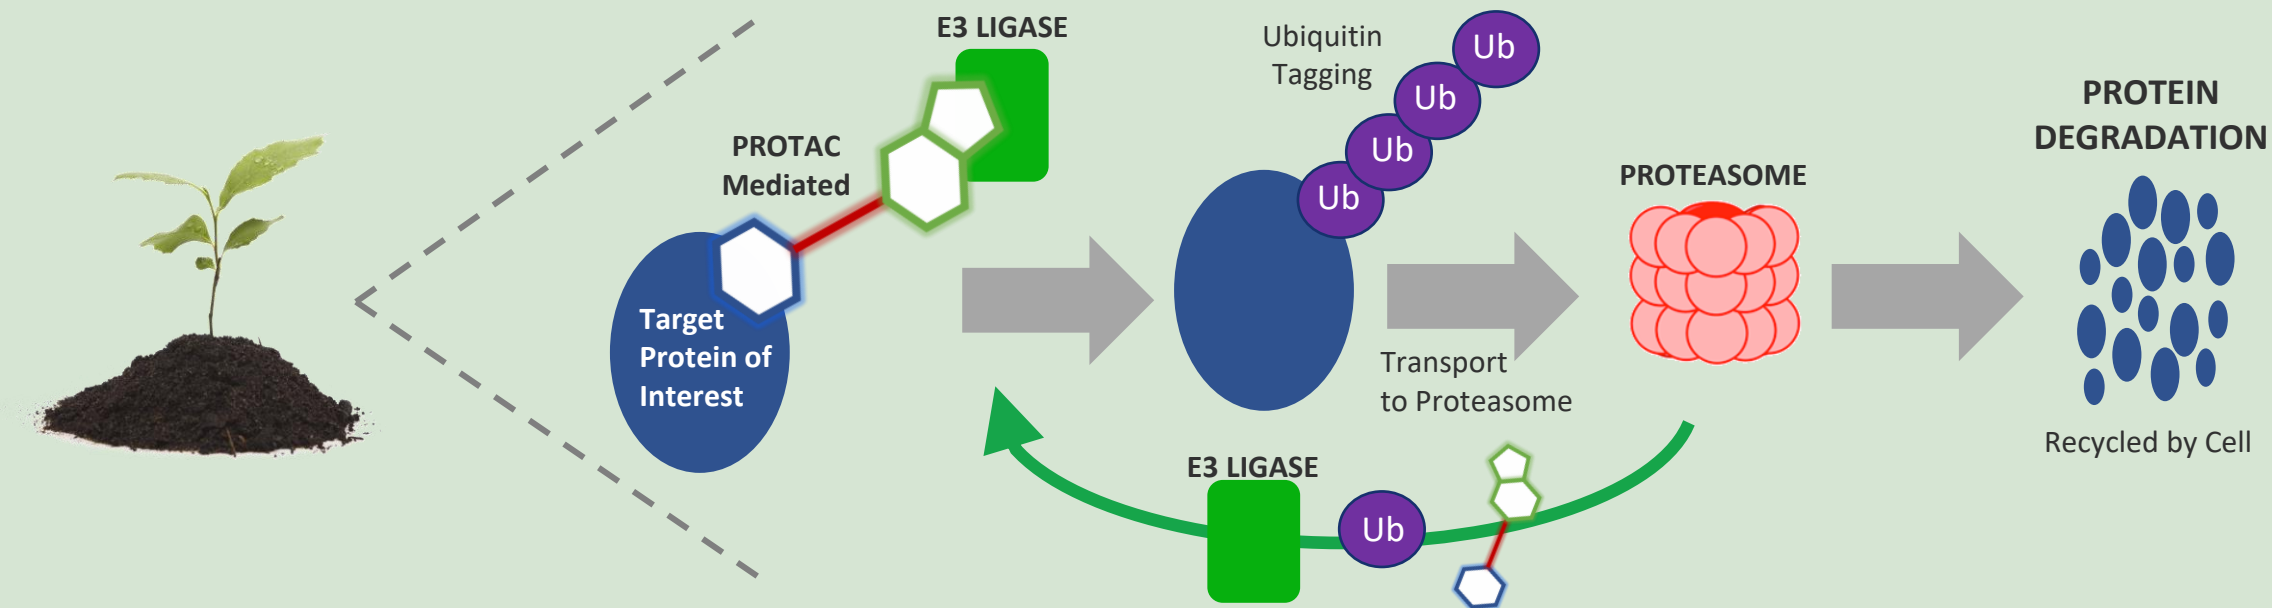 E3 LIGASE
PROTAC
Mediated
Target
Protein of
Interest
Ubiquitin
Tagging
Ub
Ub
Ub
Ub
Transport
to Proteasome
PROTEASOME
PROTEIN
DEGRADATION
Recycled by Cell
E3 LIGASE
Ub